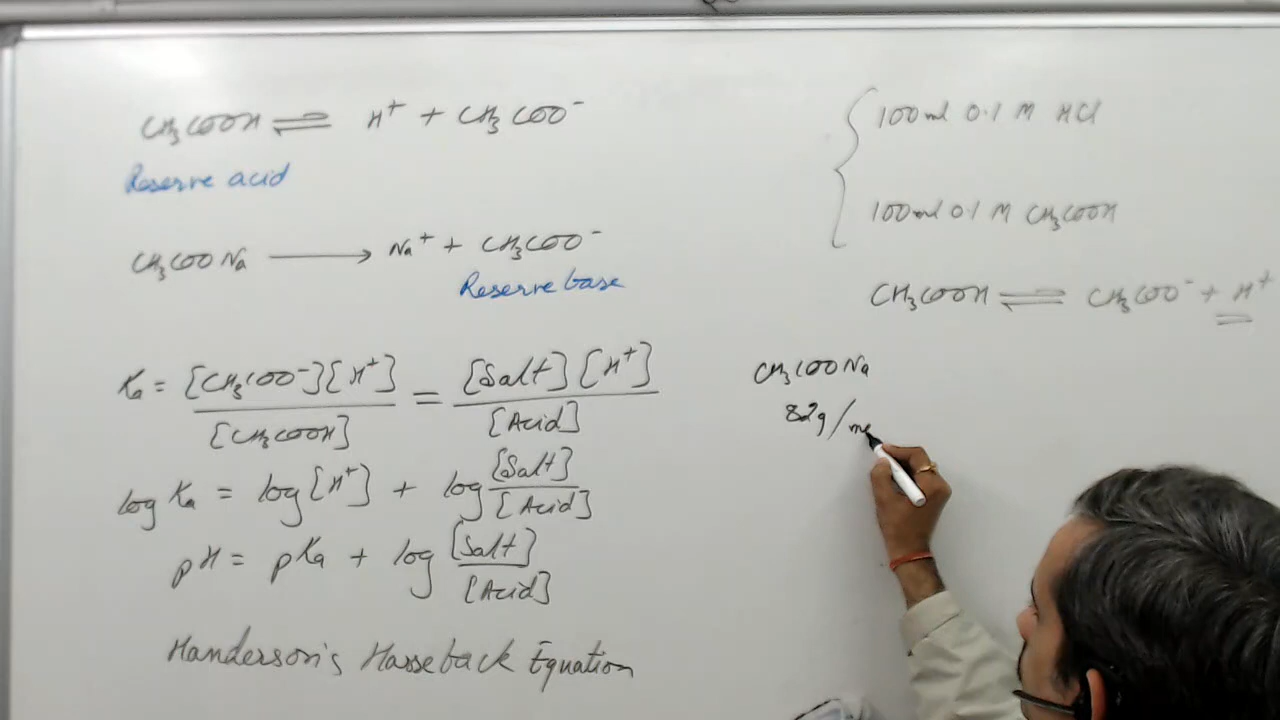 CH₃COOH ⇌ H⁺ + CH₃COO⁻
Reserve acid
CH₃COONa ⟶ Na⁺ + CH₃COO⁻
Reserve base
Ka = [CH₃COO⁻][H⁺] / [CH₃COOH] = [Salt][H⁺] / [Acid]
log Ka = log[H⁺] + log [Salt] / [Acid]
pH = pKa + log [Salt] / [Acid]
Handerson's Hasseback Equation
100ml 0.1 M HCl
100ml 0.1 M CH₃COOH
CH₃COOH ⇌ CH₃COO⁻ + H⁺
CH₃COONa
82g/mo